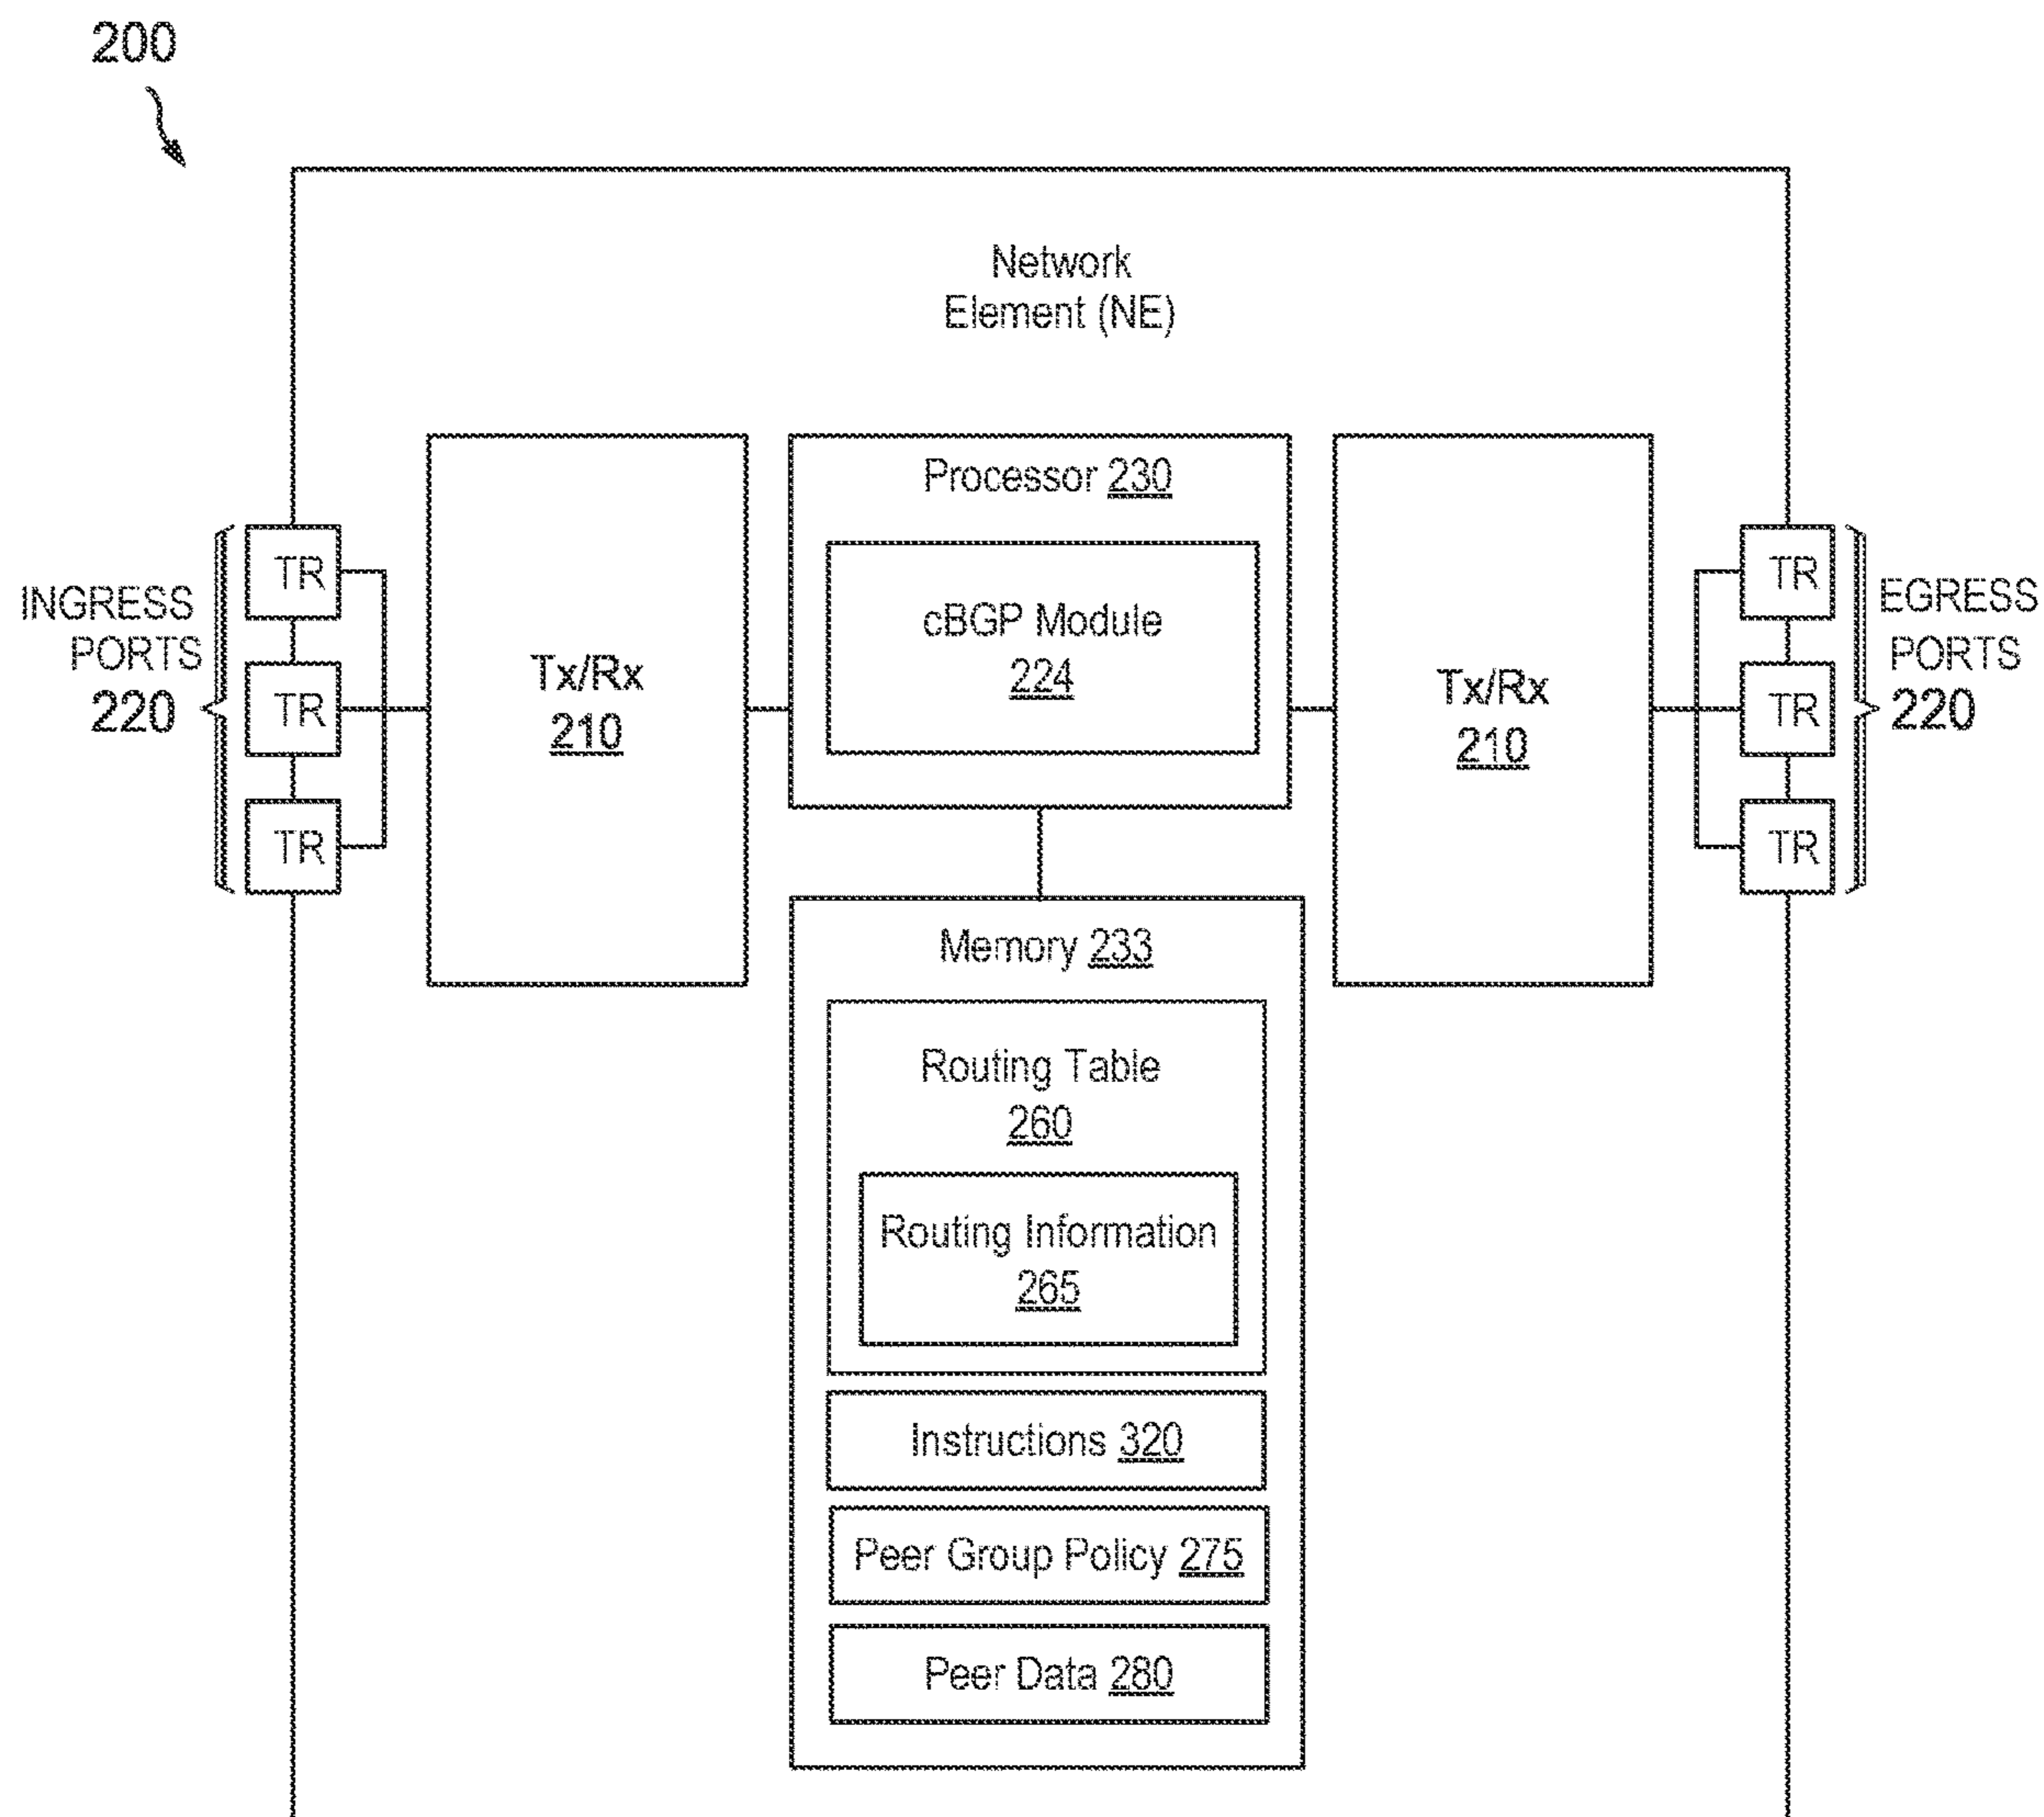 200
Network
Element (NE)
Processor 230
cBGP Module
224
INGRESS
PORTS
220
TR
TR
TR
Tx/Rx
210
Tx/Rx
210
TR
TR
TR
EGRESS
PORTS
220
Memory 233
Routing Table
260
Routing Information
265
Instructions 320
Peer Group Policy 275
Peer Data 280